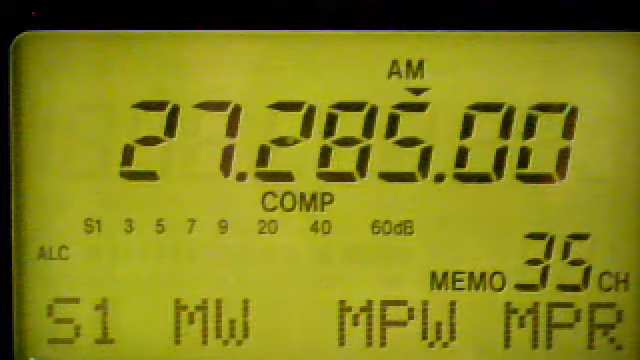 AM
27.285.00
COMP
S1 3 5 7 9 20 40 60dB
ALC
MEMO 35 CH
S1 MW MPW MPR